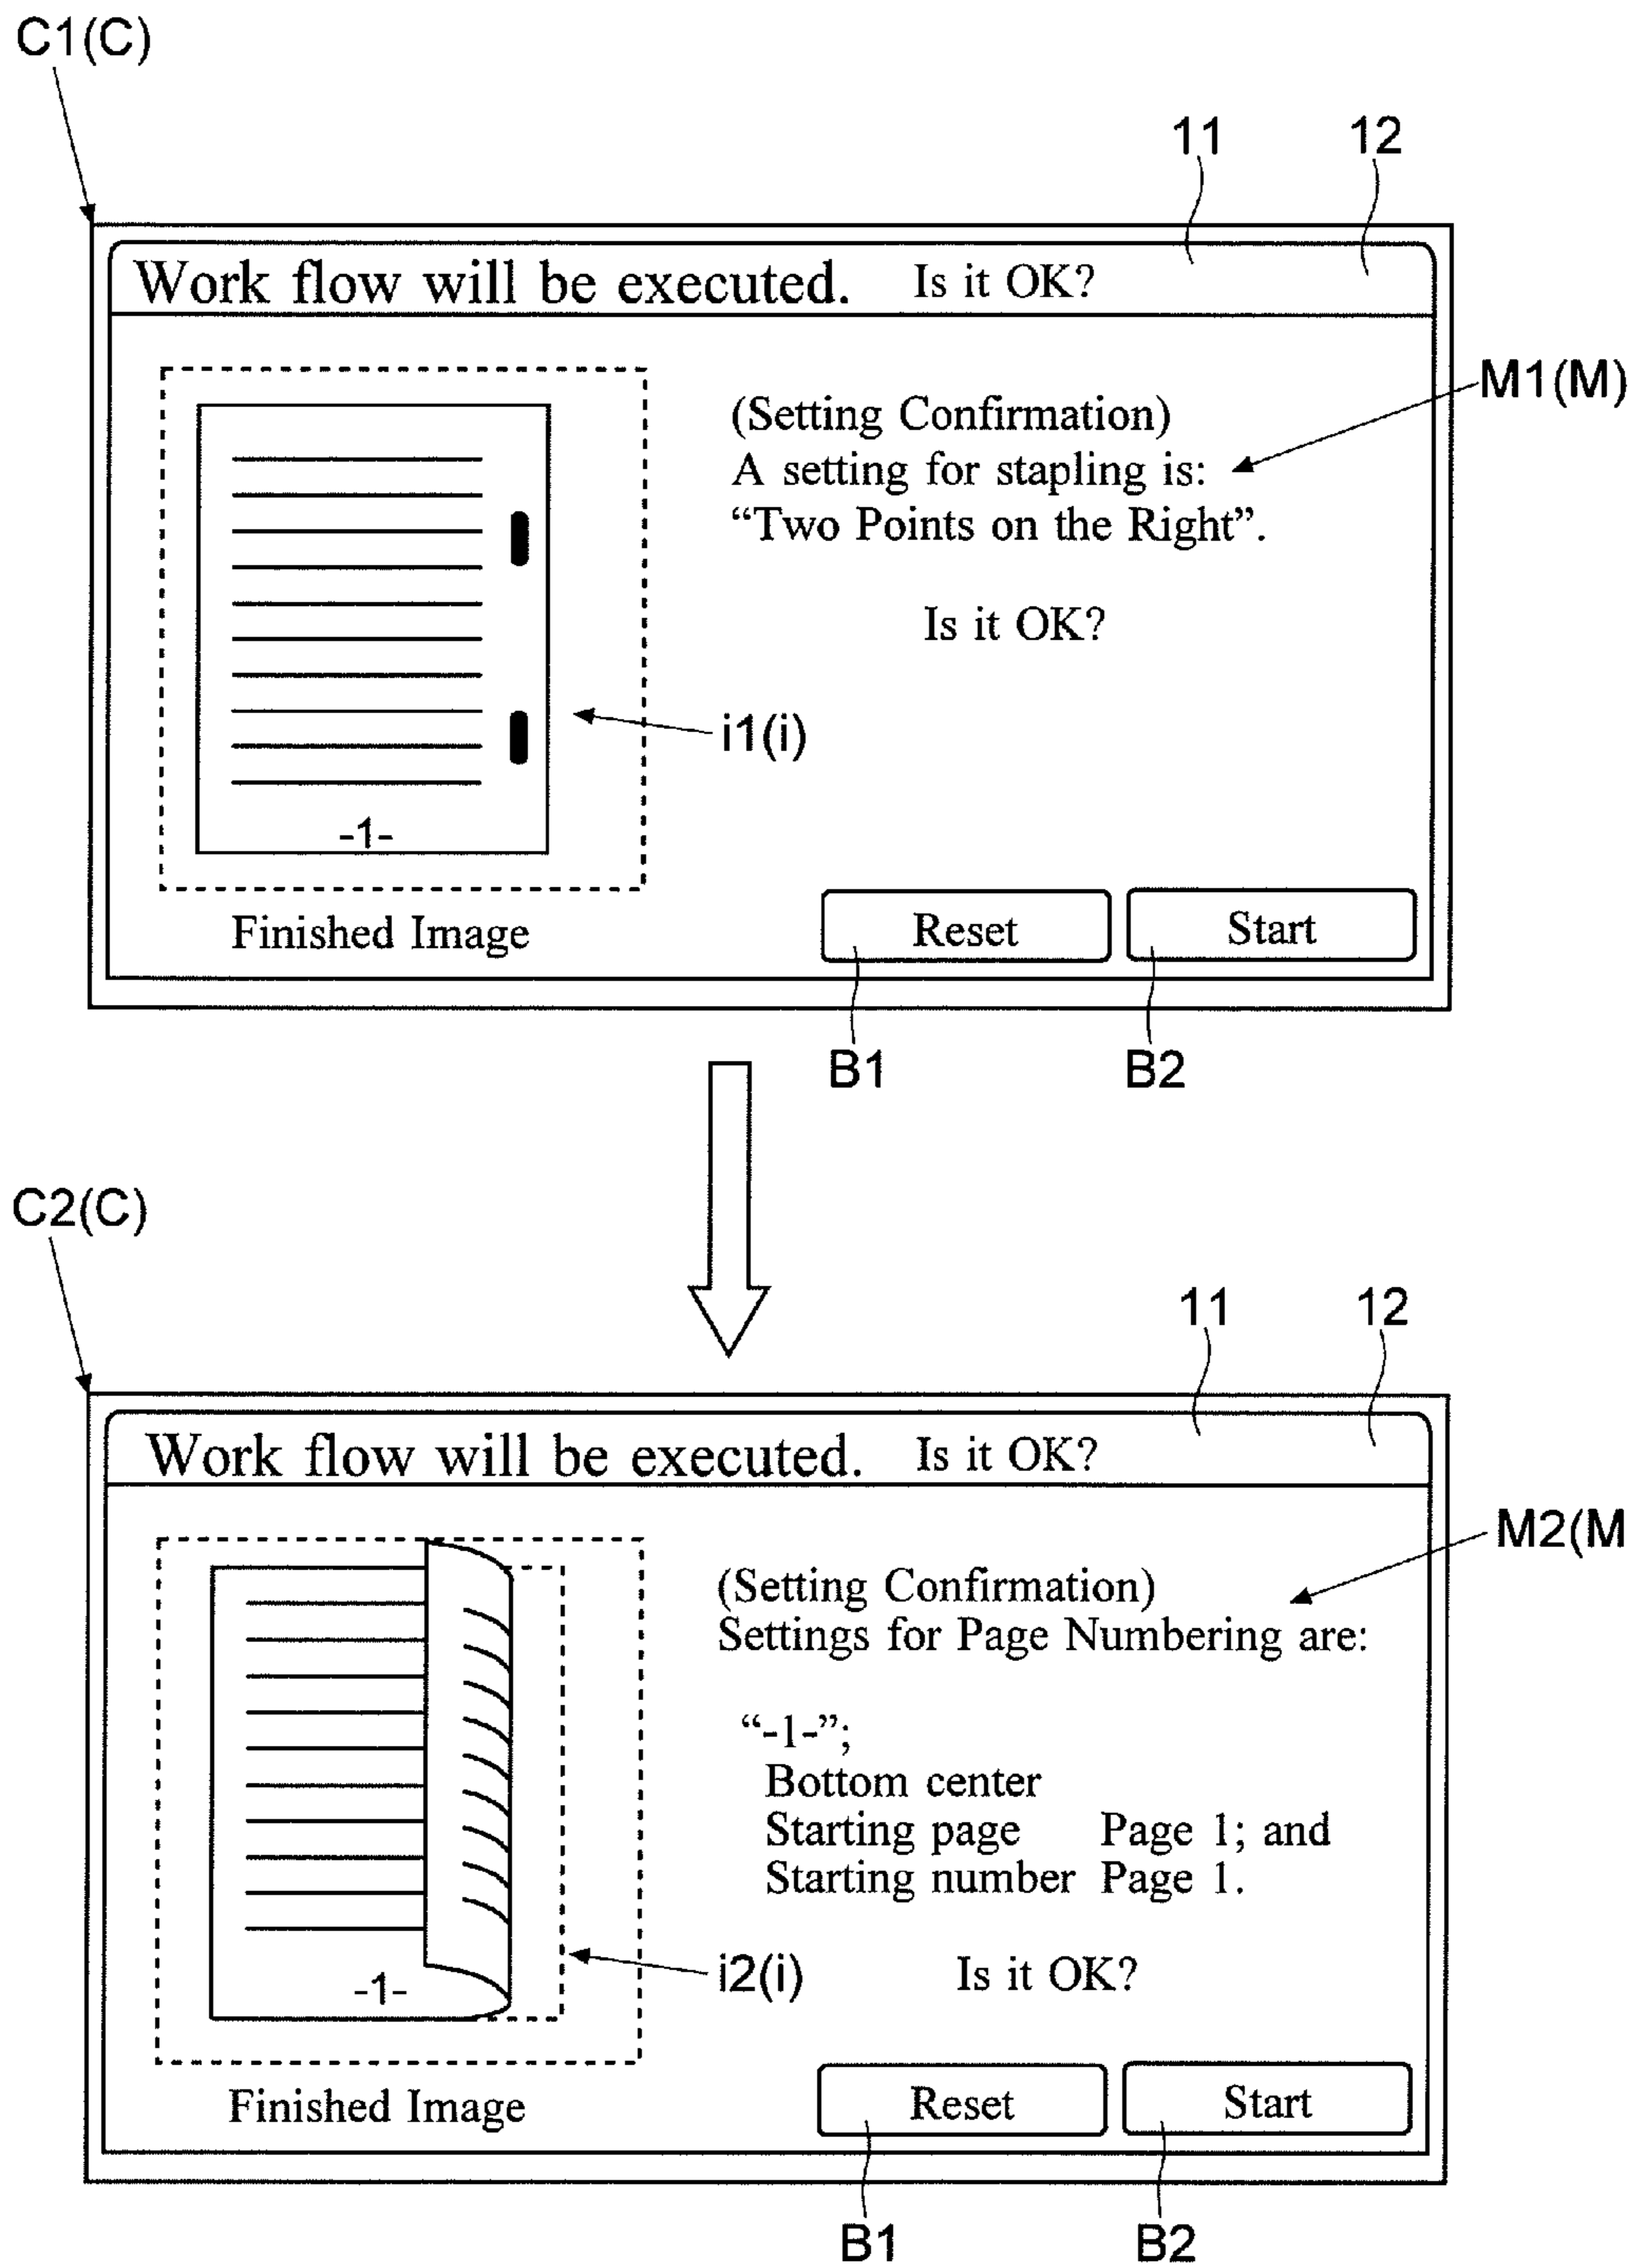 C1(C)
11 12
Work flow will be executed. Is it OK?
M1(M)
(Setting Confirmation)
A setting for stapling is:
“Two Points on the Right”.
Is it OK?
i1(i)
-1-
Finished Image
Reset
Start
B1 B2
C2(C)
11 12
Work flow will be executed. Is it OK?
M2(M
(Setting Confirmation)
Settings for Page Numbering are:
“-1-”;
Bottom center
Starting page Page 1; and
Starting number Page 1.
Is it OK?
i2(i)
-1-
Finished Image
Reset
Start
B1 B2